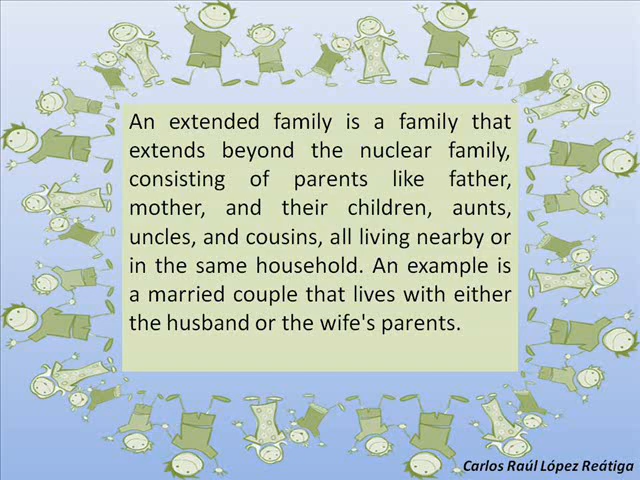 An extended family is a family that
extends beyond the nuclear family,
consisting of parents like father,
mother, and their children, aunts,
uncles, and cousins, all living nearby or
in the same household. An example is
a married couple that lives with either
the husband or the wife's parents.
Carlos Raúl López Reátiga